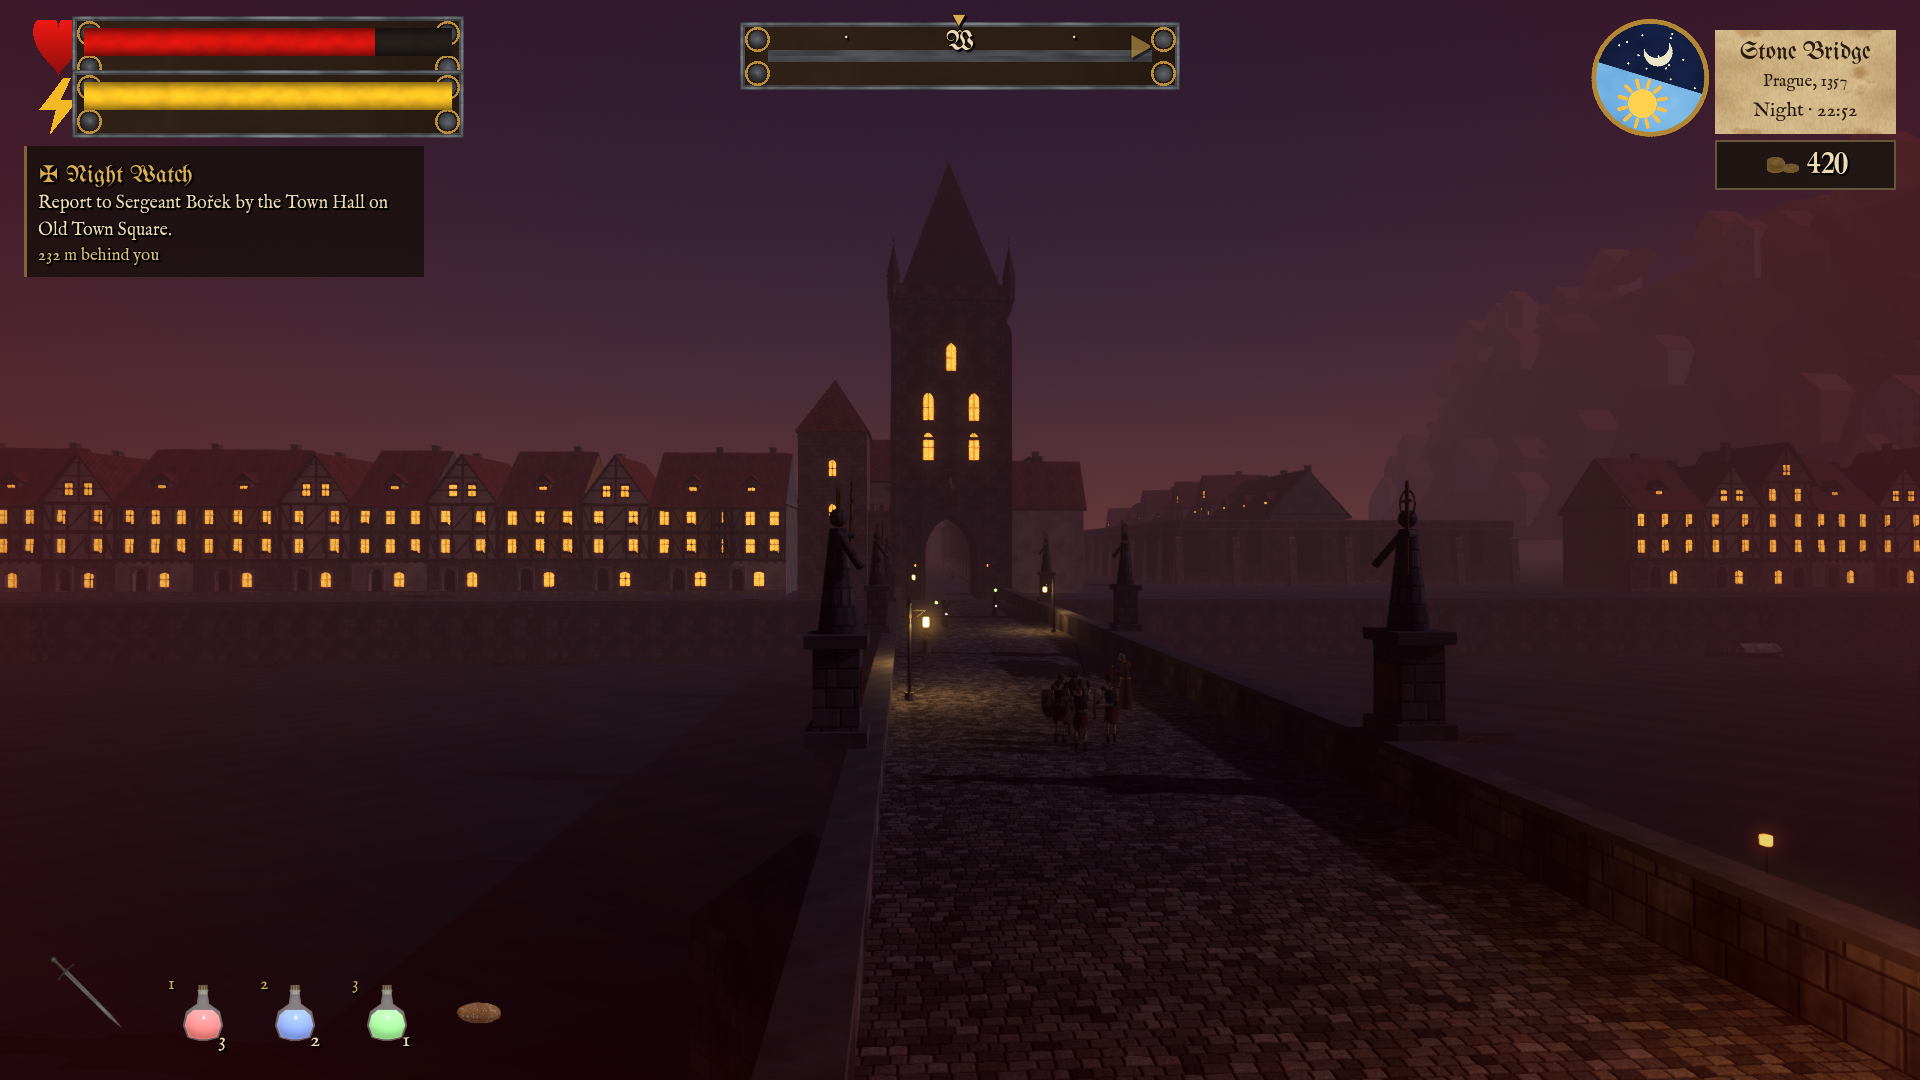 W
Stone Bridge
Prague, 1357
Night · 22:52
420
✠ Night Watch
Report to Sergeant Bořek by the Town Hall on
Old Town Square.
232 m behind you
1 2 3
3 2 1